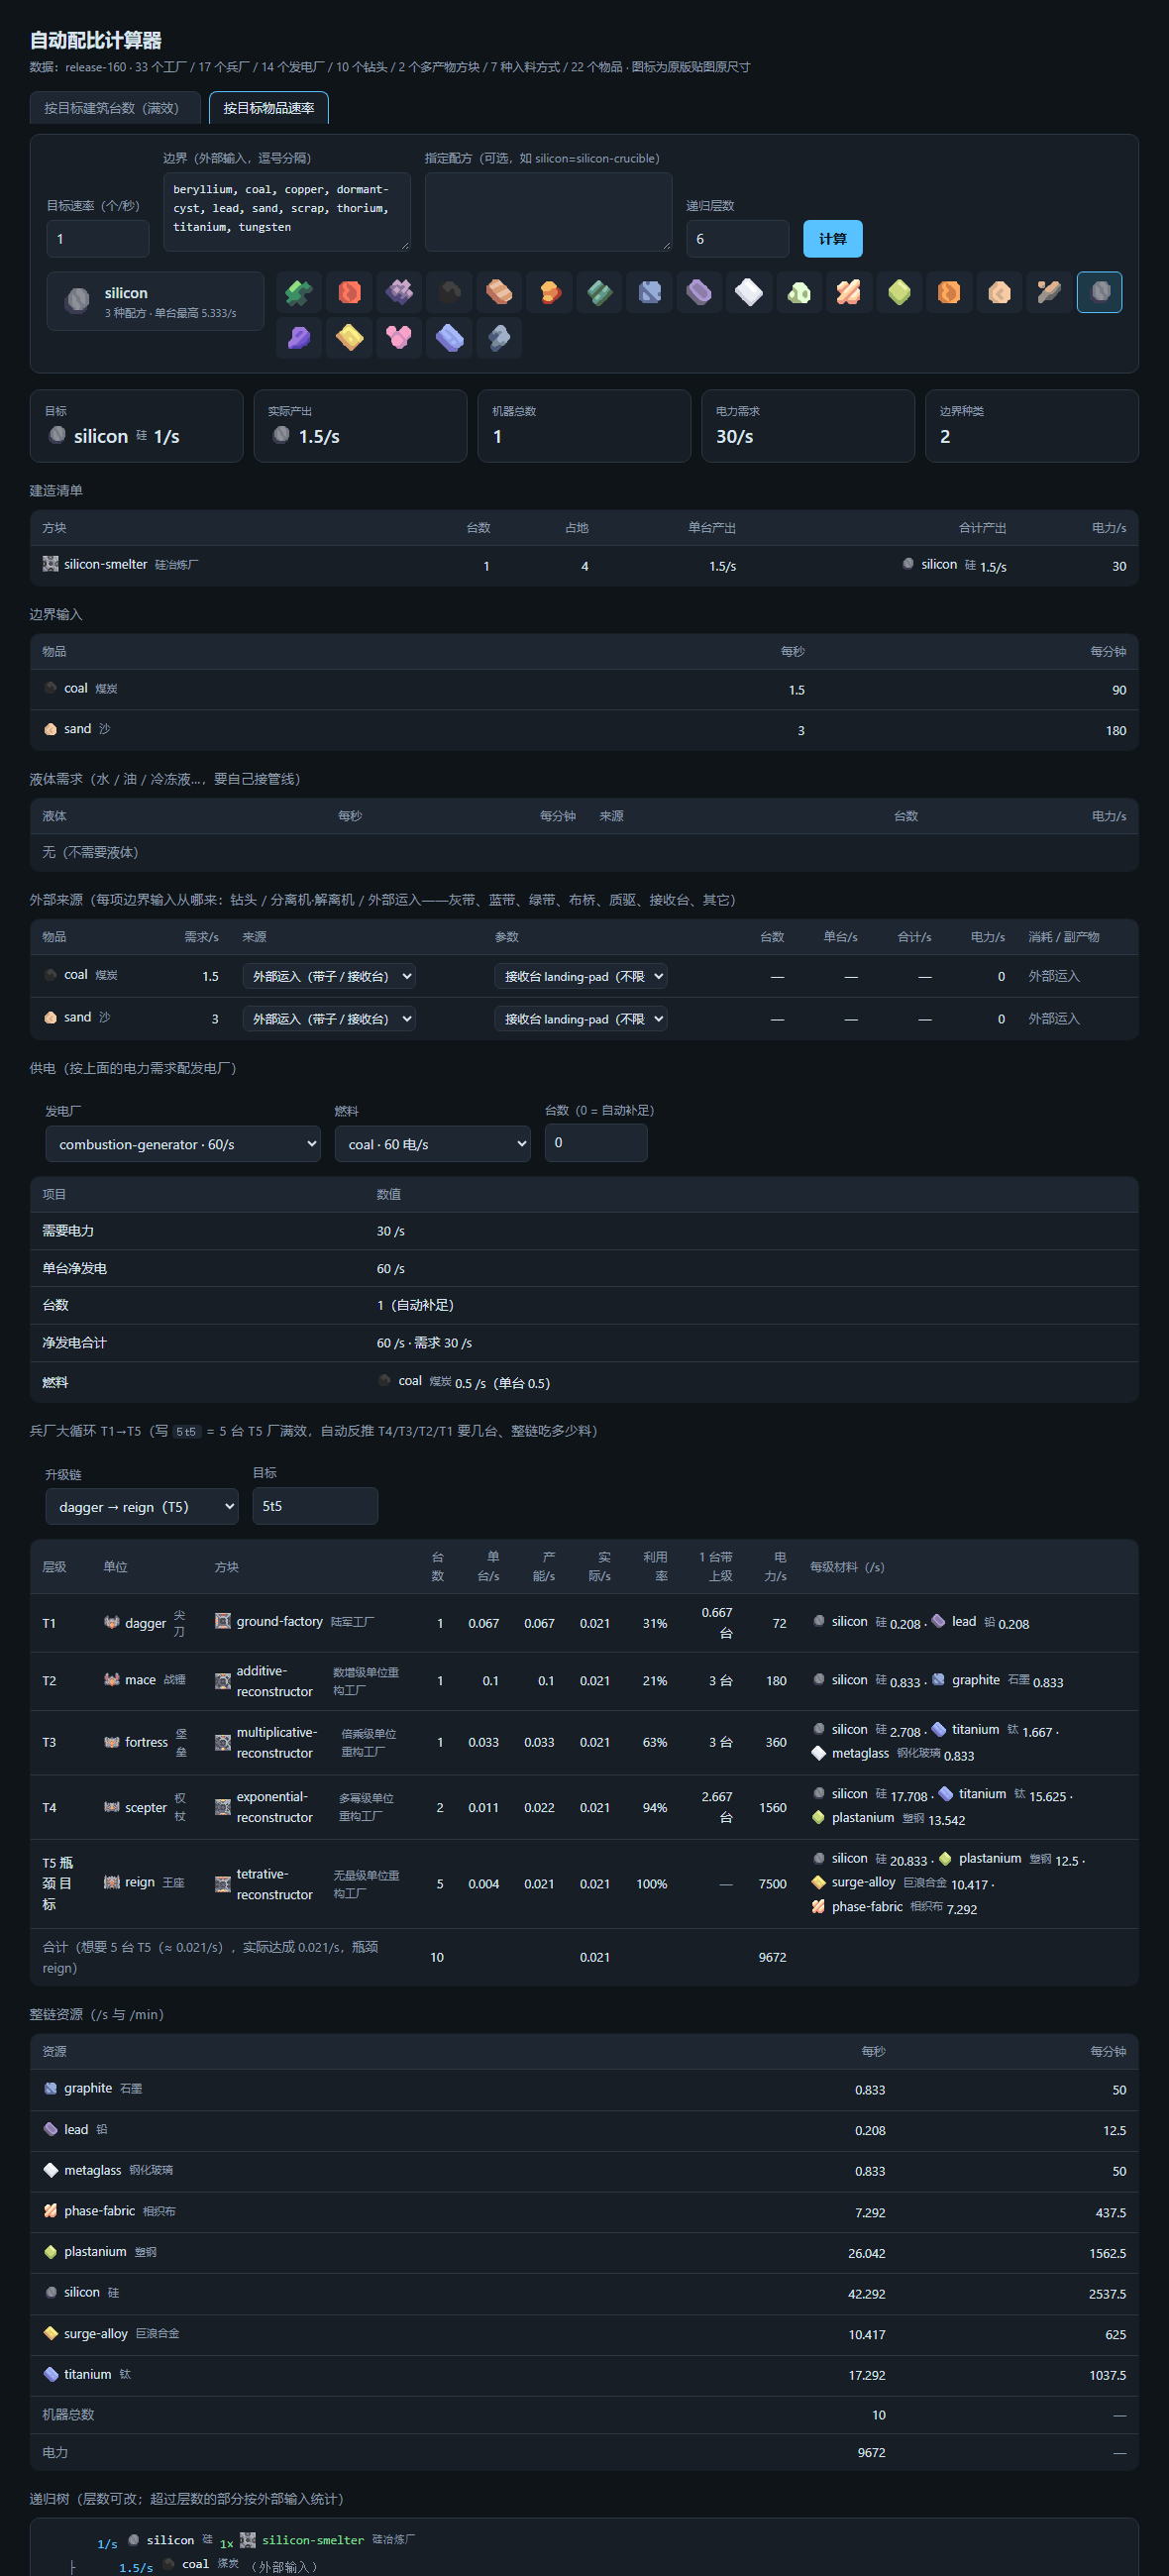 自动配比计算器
数据：release-160 · 33 个工厂 / 17 个兵厂 / 14 个发电厂 / 10 个钻头 / 2 个多产物方块 / 7 种入料方式 / 22 个物品 · 图标为原版贴图原尺寸
按目标建筑台数（满效） 按目标物品速率
边界（外部输入，逗号分隔） 指定配方（可选，如 silicon=silicon-crucible）
目标速率（个/秒） 递归层数
beryllium, coal, copper, dormant-
cyst, lead, sand, scrap, thorium,
titanium, tungsten
1 6 计算
silicon
3 种配方 · 单台最高 5.333/s
目标 实际产出 机器总数 电力需求 边界种类
silicon 硅 1/s 1.5/s 1 30/s 2
建造清单
方块 台数 占地 单台产出 合计产出 电力/s
silicon-smelter 硅冶炼厂 1 4 1.5/s silicon 硅 1.5/s 30
边界输入
物品 每秒 每分钟
coal 煤炭 1.5 90
sand 沙 3 180
液体需求（水 / 油 / 冷冻液…，要自己接管线）
液体 每秒 每分钟 来源 台数 电力/s
无（不需要液体）
外部来源（每项边界输入从哪来：钻头 / 分离机·解离机 / 外部运入——灰带、蓝带、绿带、布桥、质驱、接收台、其它）
物品 需求/s 来源 参数 台数 单台/s 合计/s 电力/s 消耗 / 副产物
coal 煤炭 1.5 外部运入（带子 / 接收台） 接收台 landing-pad（不限 — — — 0 外部运入
sand 沙 3 外部运入（带子 / 接收台） 接收台 landing-pad（不限 — — — 0 外部运入
供电（按上面的电力需求配发电厂）
发电厂 燃料 台数（0 = 自动补足）
combustion-generator · 60/s coal · 60 电/s 0
项目 数值
需要电力 30 /s
单台净发电 60 /s
台数 1（自动补足）
净发电合计 60 /s · 需求 30 /s
燃料 coal 煤炭 0.5 /s（单台 0.5）
兵厂大循环 T1→T5（写 5t5 = 5 台 T5 厂满效，自动反推 T4/T3/T2/T1 要几台、整链吃多少料）
升级链 目标
dagger → reign（T5） 5t5
层级 单位 方块 台数 单台/s 产能/s 实际/s 利用率 1 台带上级 电力/s 每级材料（/s）
T1 dagger 尖刀 ground-factory 陆军工厂 1 0.067 0.067 0.021 31% 0.667 台 72 silicon 硅 0.208 · lead 铅 0.208
T2 mace 战锤 additive-reconstructor 数增级单位重构工厂 1 0.1 0.1 0.021 21% 3 台 180 silicon 硅 0.833 · graphite 石墨 0.833
T3 fortress 堡垒 multiplicative-reconstructor 倍乘级单位重构工厂 1 0.033 0.033 0.021 63% 3 台 360 silicon 硅 2.708 · titanium 钛 1.667 ·
metaglass 钢化玻璃 0.833
T4 scepter 权杖 exponential-reconstructor 多幂级单位重构工厂 2 0.011 0.022 0.021 94% 2.667 台 1560 silicon 硅 17.708 · titanium 钛 15.625 ·
plastanium 塑钢 13.542
T5 瓶颈 目标 reign 王座 tetrative-reconstructor 无量级单位重构工厂 5 0.004 0.021 0.021 100% — 7500 silicon 硅 20.833 · plastanium 塑钢 12.5 ·
surge-alloy 巨浪合金 10.417 ·
phase-fabric 相织布 7.292
合计（想要 5 台 T5（≈ 0.021/s），实际达成 0.021/s，瓶颈 reign） 10 0.021 9672
整链资源（/s 与 /min）
资源 每秒 每分钟
graphite 石墨 0.833 50
lead 铅 0.208 12.5
metaglass 钢化玻璃 0.833 50
phase-fabric 相织布 7.292 437.5
plastanium 塑钢 26.042 1562.5
silicon 硅 42.292 2537.5
surge-alloy 巨浪合金 10.417 625
titanium 钛 17.292 1037.5
机器总数 10 —
电力 9672 —
递归树（层数可改；超过层数的部分按外部输入统计）
1/s silicon 硅 1× silicon-smelter 硅冶炼厂
├ 1.5/s coal 煤炭 （外部输入）